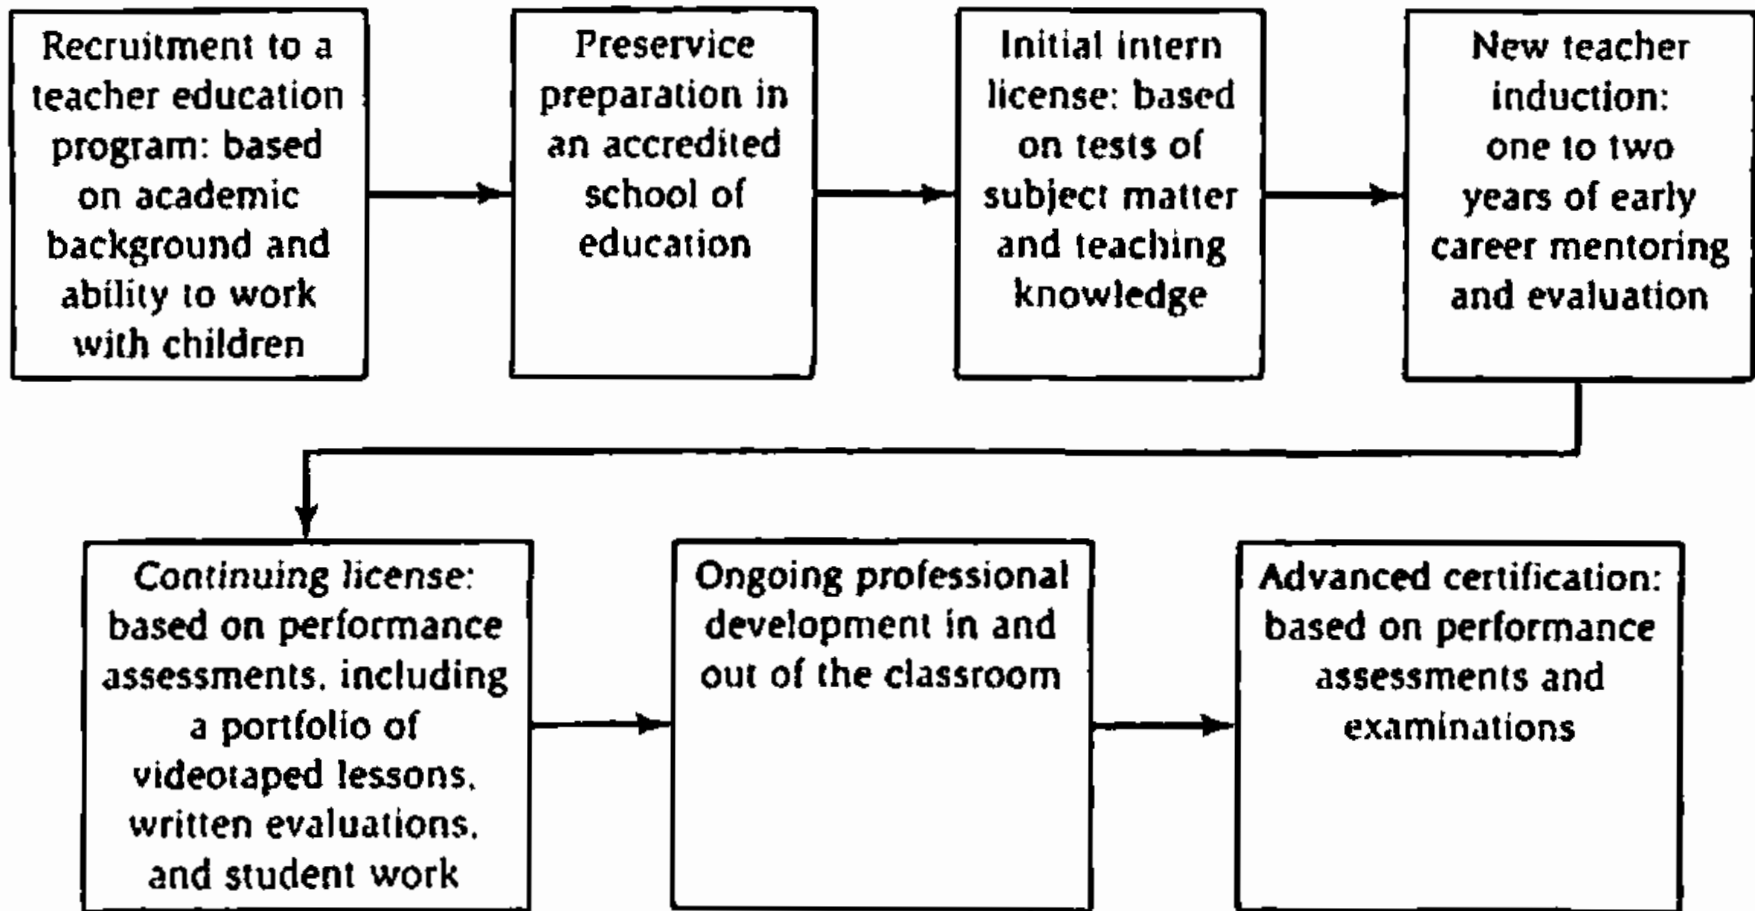 Recruitment to a
teacher education
program: based
on academic
background and
ability to work
with children
Preservice
preparation in
an accredited
school of
education
Initial intern
license: based
on tests of
subject matter
and teaching
knowledge
New teacher
induction:
one to two
years of early
career mentoring
and evaluation
Continuing license:
based on performance
assessments, including
a portfolio of
videotaped lessons,
written evaluations,
and student work
Ongoing professional
development in and
out of the classroom
Advanced certification:
based on performance
assessments and
examinations